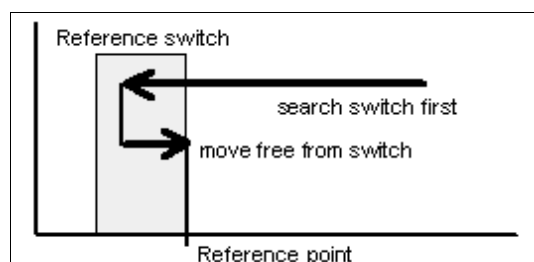 Reference switch
search switch first
move free from switch
Reference point